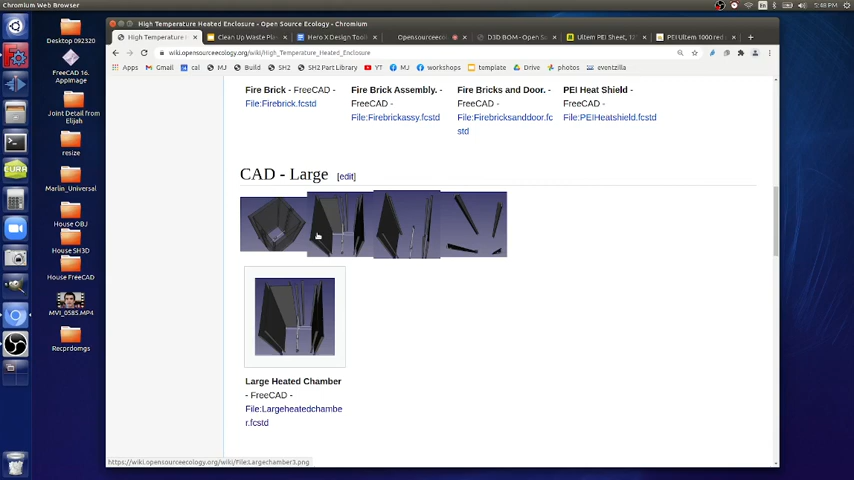 Chromium Web Browser
En
5:48 PM
High Temperature Heated Enclosure - Open Source Ecology - Chromium
High Temperature H
Clean Up Waste Plas
Hero X Design Tool
Opensourceecol
D3D BOM - Open So
Ultem PEI Sheet, 12"
PEI Ultem 1000 red
wiki.opensourceecology.org/wiki/High_Temperature_Heated_Enclosure
Apps
Gmail
cal
MJ
Build
SH2
SH2 Part Library
YT
MJ
workshops
template
Drive
photos
eventzilla
Desktop 092320
FreeCAD 16.
AppImage
Joint Detail from
Elijah
resize
Marlin_Universal
House OBJ
House SH3D
House FreeCAD
MVI_0585.MP4
Recprdomgs
CURA
Fire Brick - FreeCAD -
File:Firebrick.fcstd
Fire Brick Assembly. -
FreeCAD -
File:Firebrickassy.fcstd
Fire Bricks and Door. -
FreeCAD -
File:Firebricksanddoor.fc
std
PEI Heat Shield -
FreeCAD -
File:PEIHeatshield.fcstd
CAD - Large [edit]
Large Heated Chamber
- FreeCAD -
File:Largeheatedchambe
r.fcstd
https://wiki.opensourceecology.org/wiki/File:Largechamber3.png